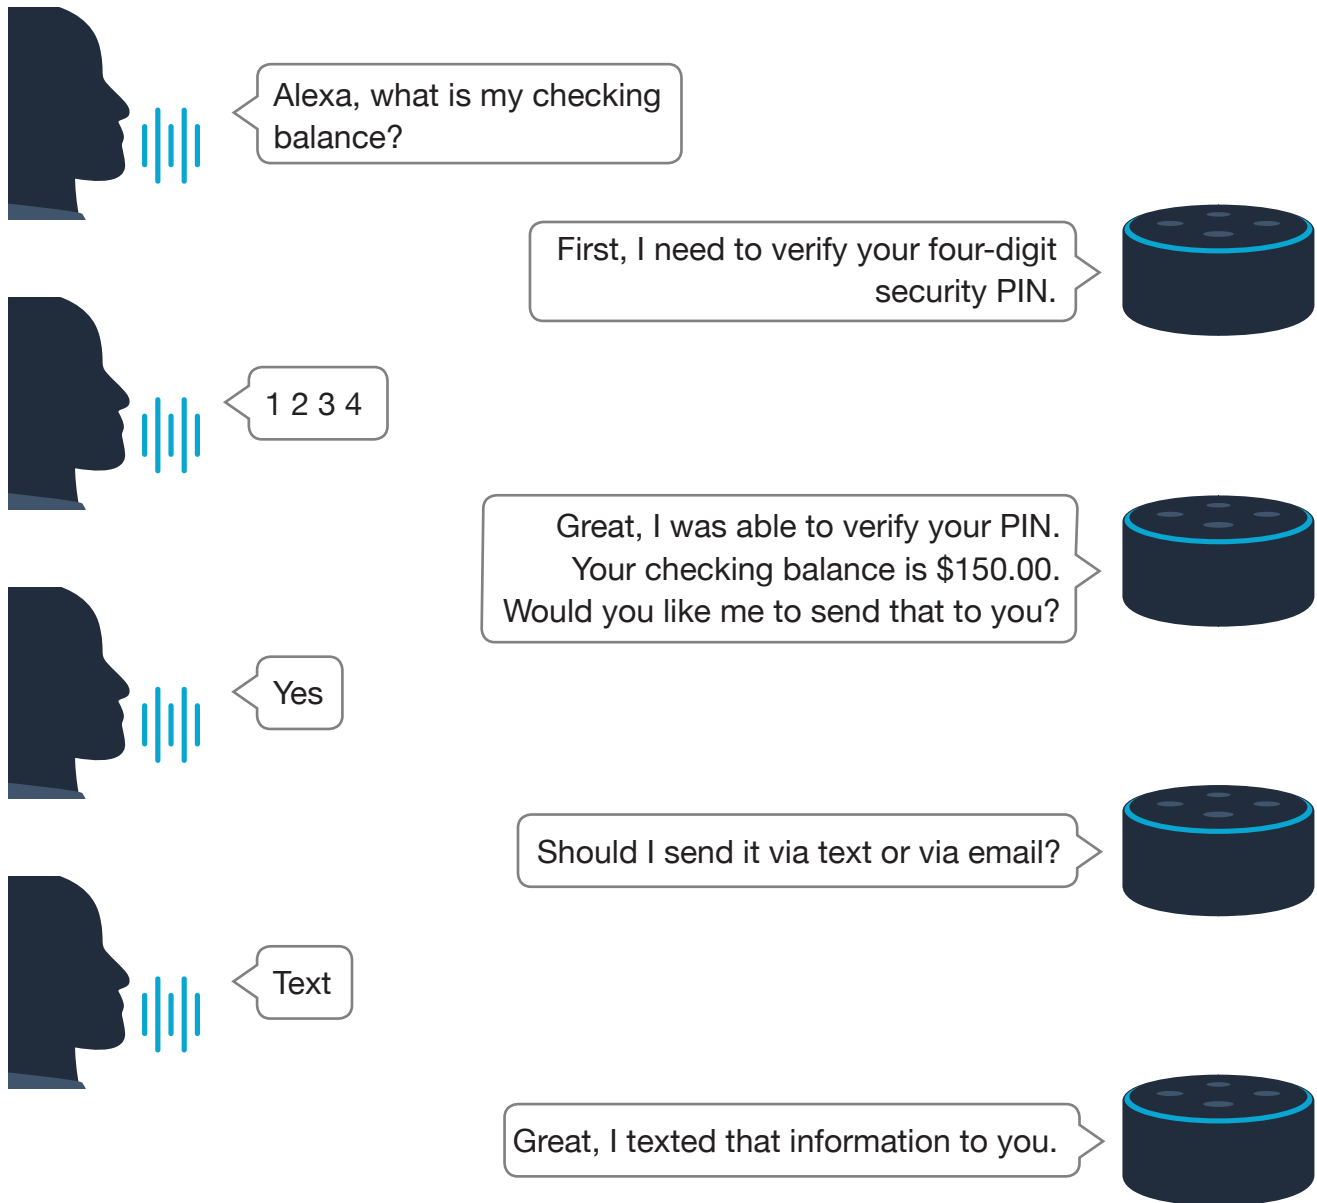 Alexa, what is my checking
balance?
First, I need to verify your four-digit
security PIN.
1 2 3 4
Great, I was able to verify your PIN.
Your checking balance is $150.00.
Would you like me to send that to you?
Yes
Should I send it via text or via email?
Text
Great, I texted that information to you.